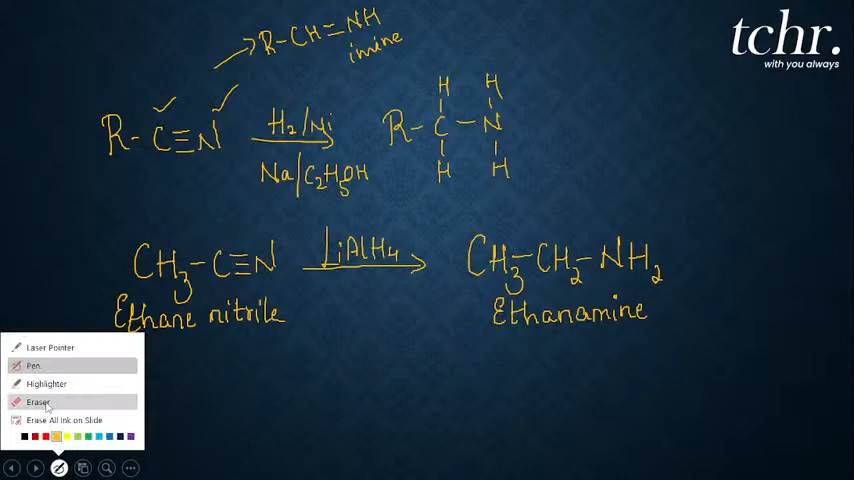 tchr.
with you always
R-CH=NH
imine
H H
R-C≡N H₂/Ni R-C-N
Na/C₂H₅OH H H
CH₃-C≡N LiAlH₄ CH₃-CH₂-NH₂
Ethane nitrile Ethanamine
Laser Pointer
Pen
Highlighter
Eraser
Erase All Ink on Slide